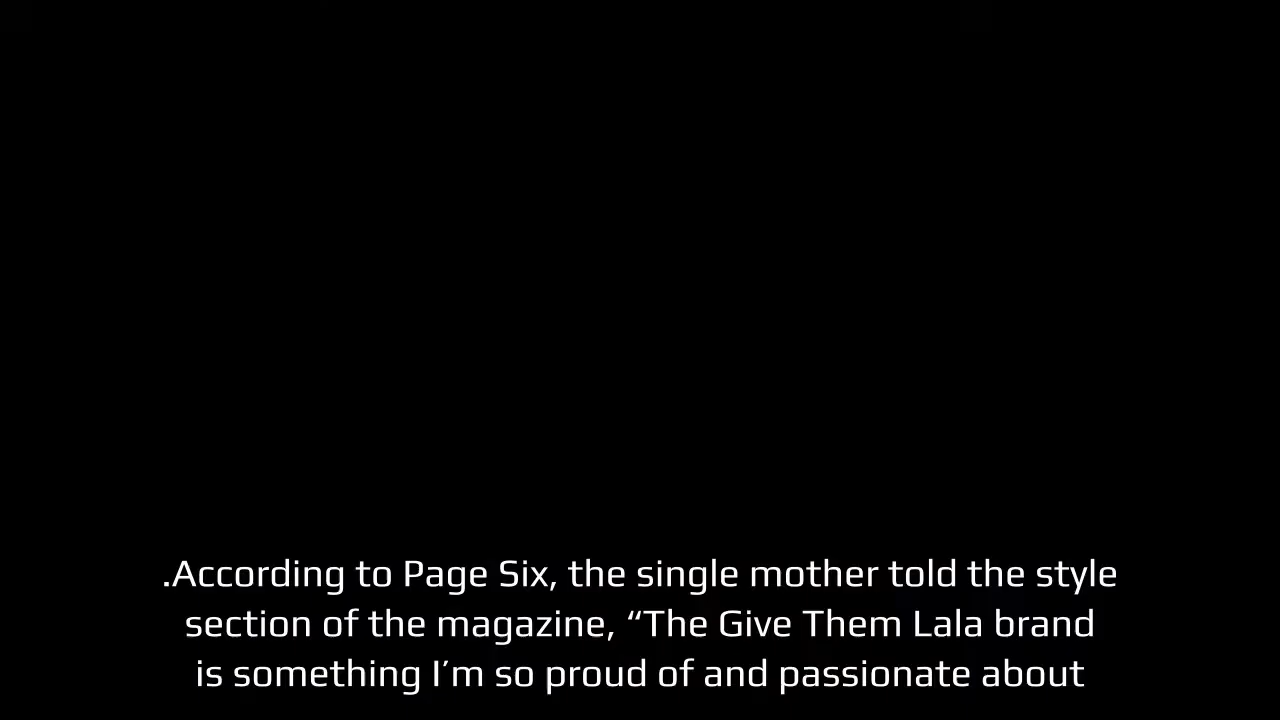 .According to Page Six, the single mother told the style
section of the magazine, “The Give Them Lala brand
is something I’m so proud of and passionate about